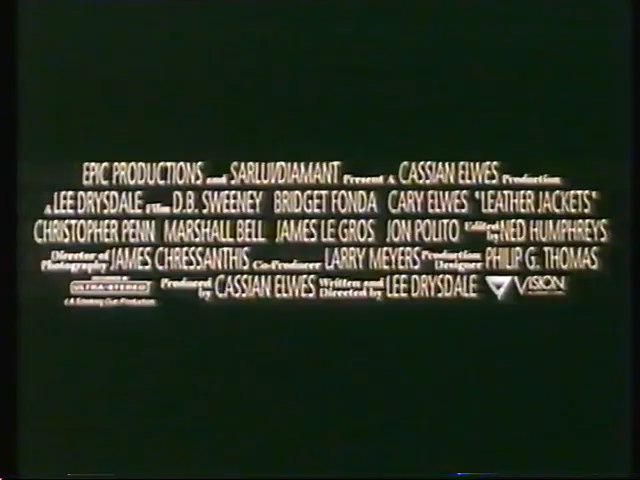 EPIC PRODUCTIONS and SARLUI/DIAMANT Present A CASSIAN ELWES Production
A LEE DRYSDALE Film D.B. SWEENEY BRIDGET FONDA CARY ELWES "LEATHER JACKETS"
CHRISTOPHER PENN MARSHALL BELL JAMES LE GROS JON POLITO Edited by NED HUMPHREYS
Director of Photography JAMES CHRESSANTHIS Co-Producer LARRY MEYERS Production Designer PHILIP G. THOMAS
ULTRA-STEREO Produced by CASSIAN ELWES Written and Directed by LEE DRYSDALE VISION